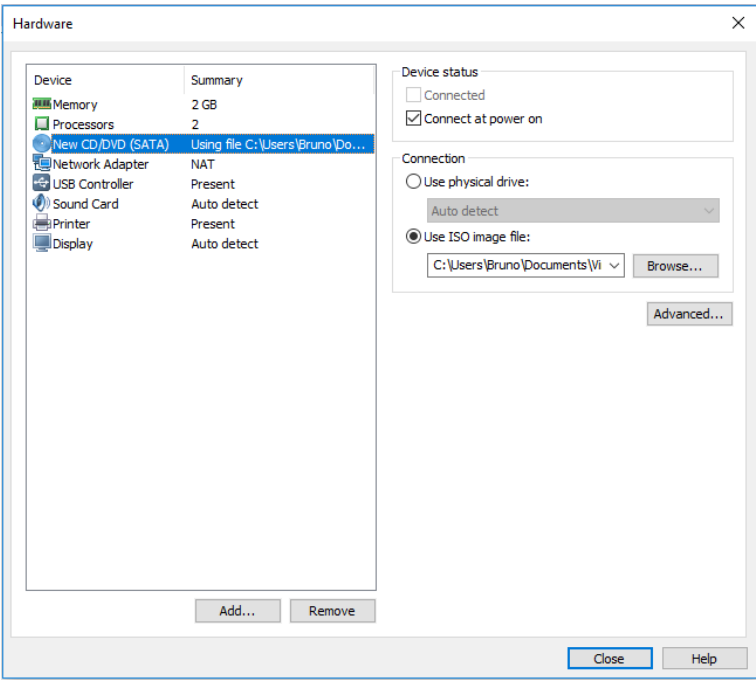 Hardware
Device Summary
Memory 2 GB
Processors 2
New CD/DVD (SATA) Using file C:\Users\Bruno\Do...
Network Adapter NAT
USB Controller Present
Sound Card Auto detect
Printer Present
Display Auto detect
Add... Remove
Device status
Connected
Connect at power on
Connection
Use physical drive:
Auto detect
Use ISO image file:
C:\Users\Bruno\Documents\Vi Browse...
Advanced...
Close Help